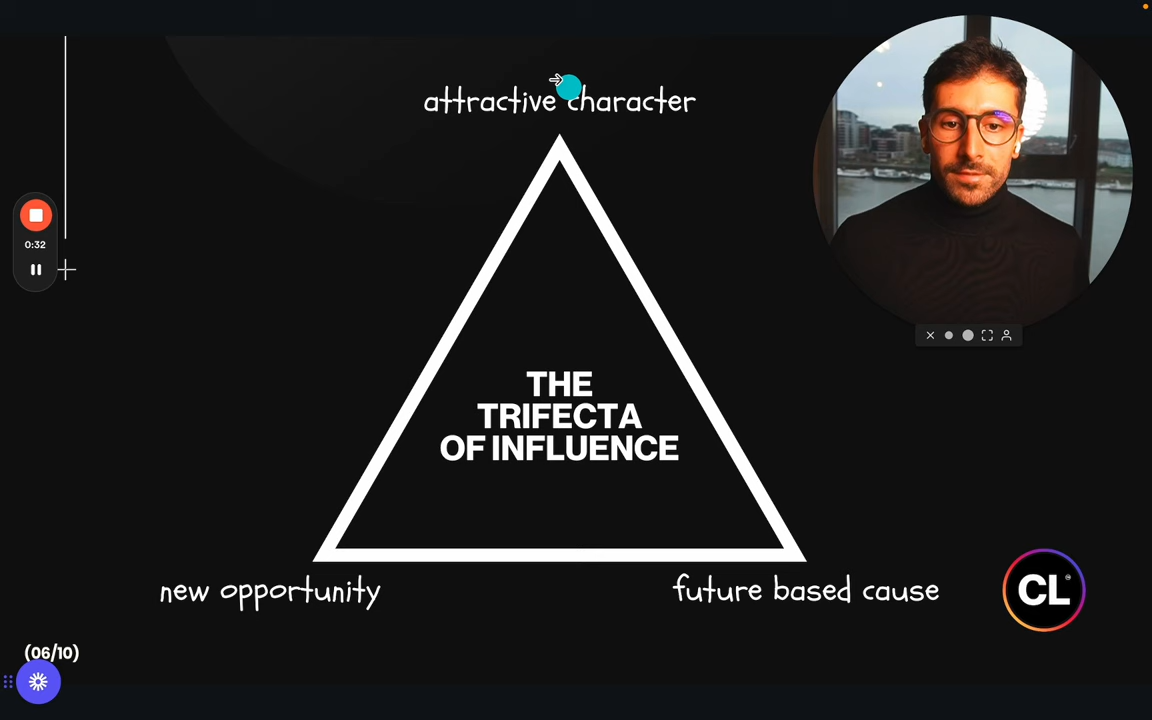 attractive character
0:32
THE
TRIFECTA
OF INFLUENCE
new opportunity
future based cause
CL
(06/10)